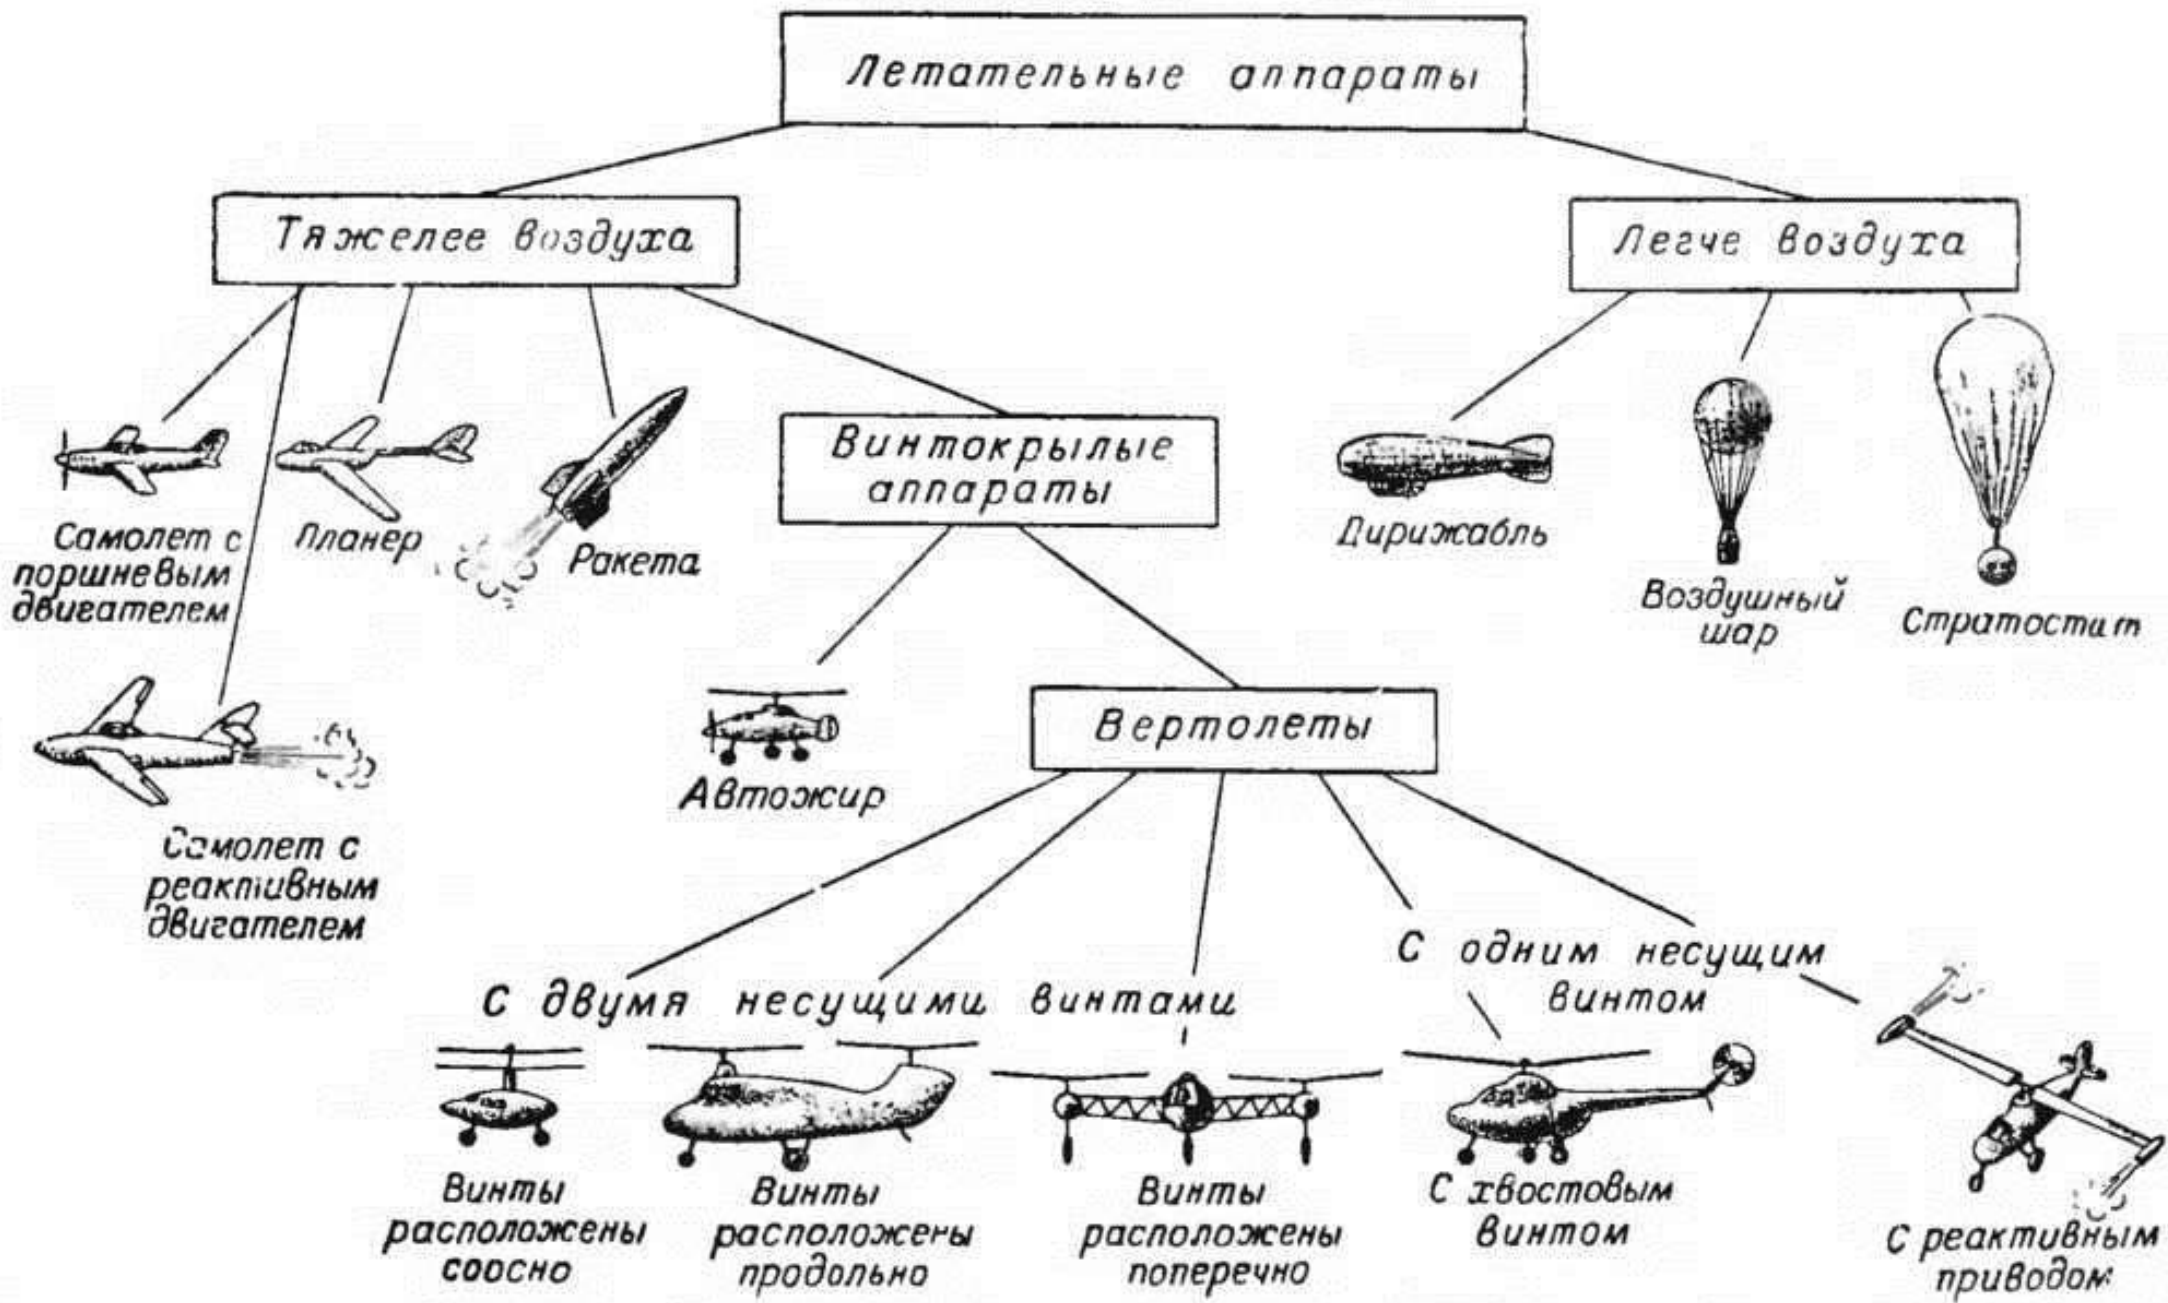 Летательные аппараты
Тяжелее воздуха
Легче воздуха
Самолет с
поршневым
двигателем
Планер
Ракета
Винтокрылые
аппараты
Дирижабль
Воздушный
шар
Стратостат
Автожир
Вертолеты
Самолет с
реактивным
двигателем
С двумя несущими винтами
С одним несущим
винтом
Винты
расположены
соосно
Винты
расположены
продольно
Винты
расположены
поперечно
С хвостовым
винтом
С реактивным
приводом